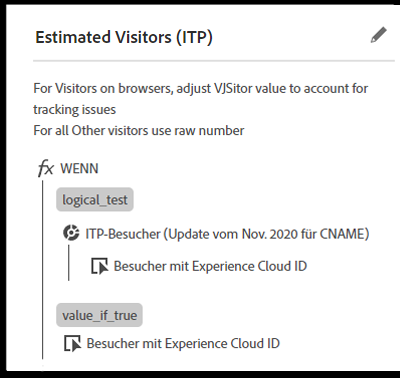 Estimated Visitors (ITP)
For Visitors on browsers, adjust VJSitor value to account for
tracking issues
For all Other visitors use raw number
fx WENN
logical_test
ITP-Besucher (Update vom Nov. 2020 für CNAME)
Besucher mit Experience Cloud ID
value_if_true
Besucher mit Experience Cloud ID